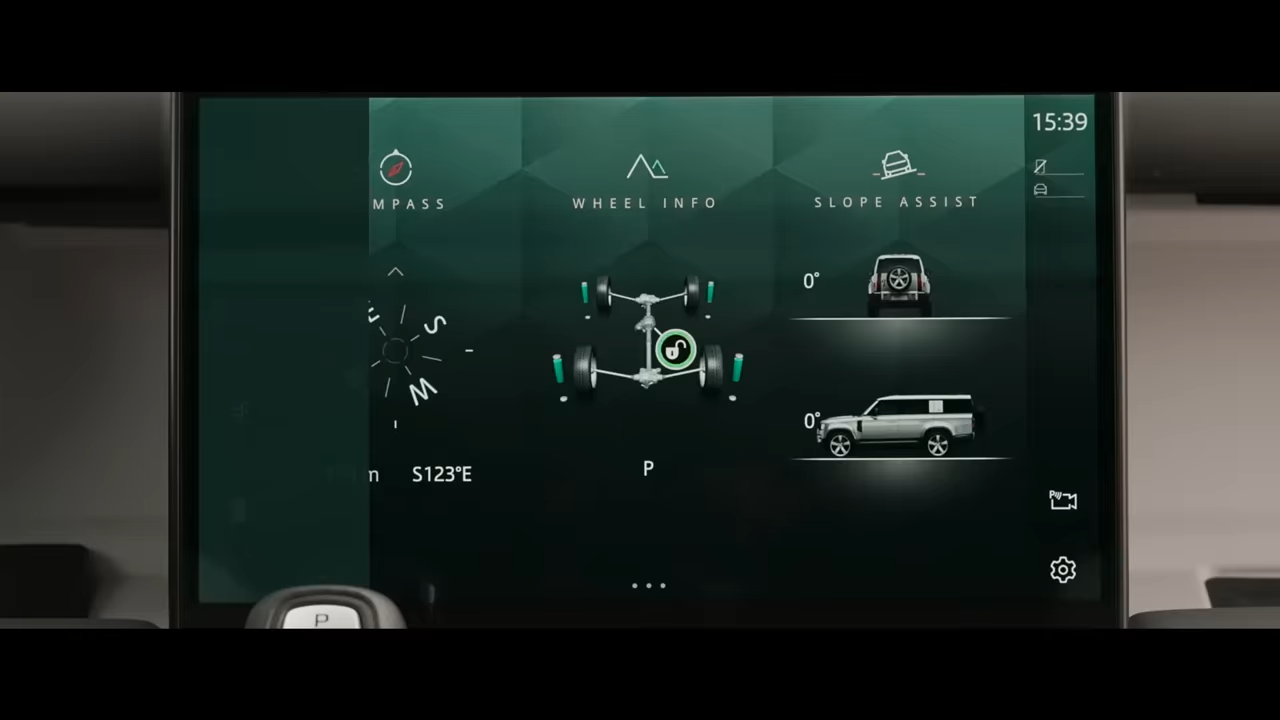 15:39
MPASS
WHEEL INFO
SLOPE ASSIST
0°
E
S
W
0°
m
S123°E
P
P
P